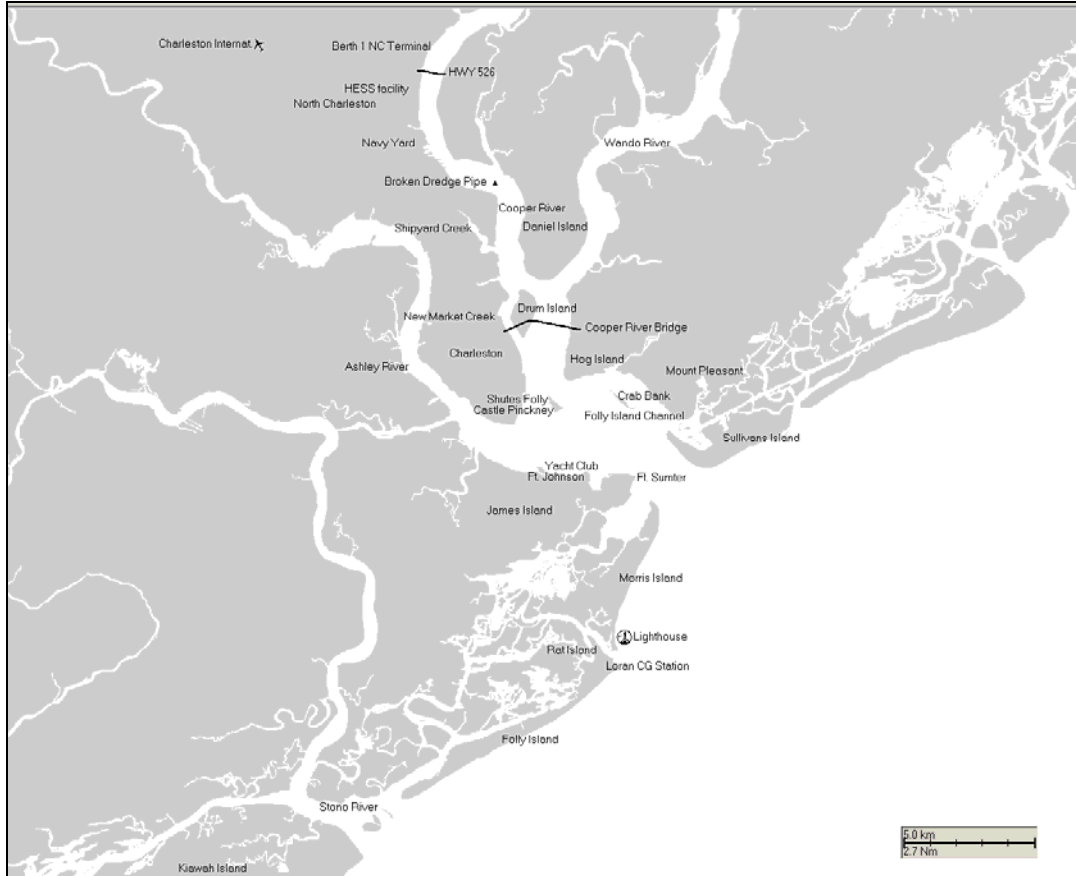 Charleston Internat.
Berth 1 NC Terminal
HWY 526
HESS facility
North Charleston
Navy Yard
Wando River
Broken Dredge Pipe
Cooper River
Daniel Island
Shipyard Creek
Drum Island
New Market Creek
Cooper River Bridge
Charleston
Hog Island
Ashley River
Mount Pleasant
Shutes Folly
Crab Bank
Castle Pinckney
Folly Island Channel
Sullivans Island
Yacht Club
Ft. Johnson
Ft. Sumter
James Island
Morris Island
Lighthouse
Rat Island
Loran CG Station
Folly Island
Stono River
5.0 km
2.7 Nm
Kiawah Island